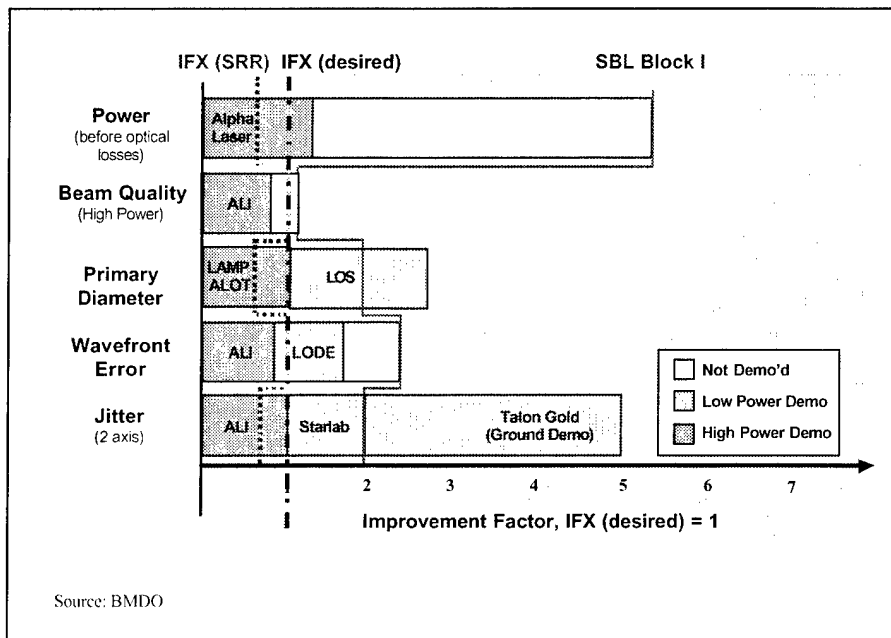 IFX (SRR) IFX (desired) SBL Block I
Power
(before optical
losses)
Alpha
Laser
Beam Quality
(High Power)
ALI
Primary
Diameter
LAMP
ALOT
LOS
Wavefront
Error
ALI
LODE
Jitter
(2 axis)
ALI
Starlab
Talon Gold
(Ground Demo)
Not Demo'd
Low Power Demo
High Power Demo
2 3 4 5 6 7
Improvement Factor, IFX (desired) = 1
Source: BMDO